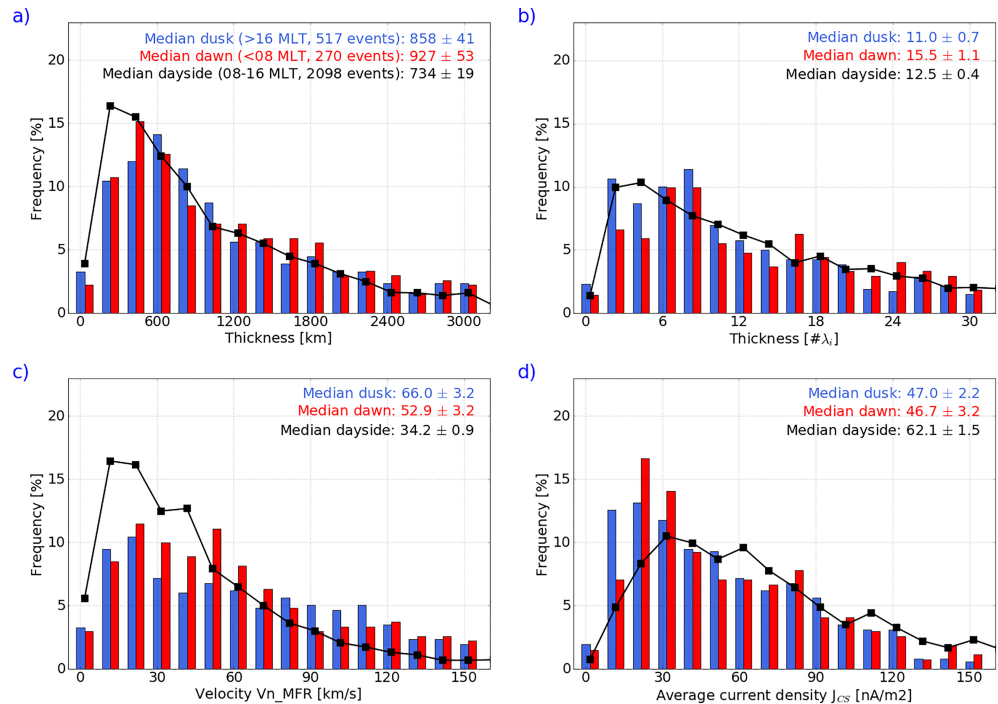 a)
Median dusk (>16 MLT, 517 events): 858 ± 41
Median dawn (<08 MLT, 270 events): 927 ± 53
Median dayside (08-16 MLT, 2098 events): 734 ± 19
20
15
10
5
0
Frequency [%]
0 600 1200 1800 2400 3000
Thickness [km]
b)
Median dusk: 11.0 ± 0.7
Median dawn: 15.5 ± 1.1
Median dayside: 12.5 ± 0.4
20
15
10
5
0
Frequency [%]
0 6 12 18 24 30
Thickness [#λᵢ]
c)
Median dusk: 66.0 ± 3.2
Median dawn: 52.9 ± 3.2
Median dayside: 34.2 ± 0.9
20
15
10
5
0
Frequency [%]
0 30 60 90 120 150
Velocity Vn_MFR [km/s]
d)
Median dusk: 47.0 ± 2.2
Median dawn: 46.7 ± 3.2
Median dayside: 62.1 ± 1.5
20
15
10
5
0
Frequency [%]
0 30 60 90 120 150
Average current density J_CS [nA/m2]